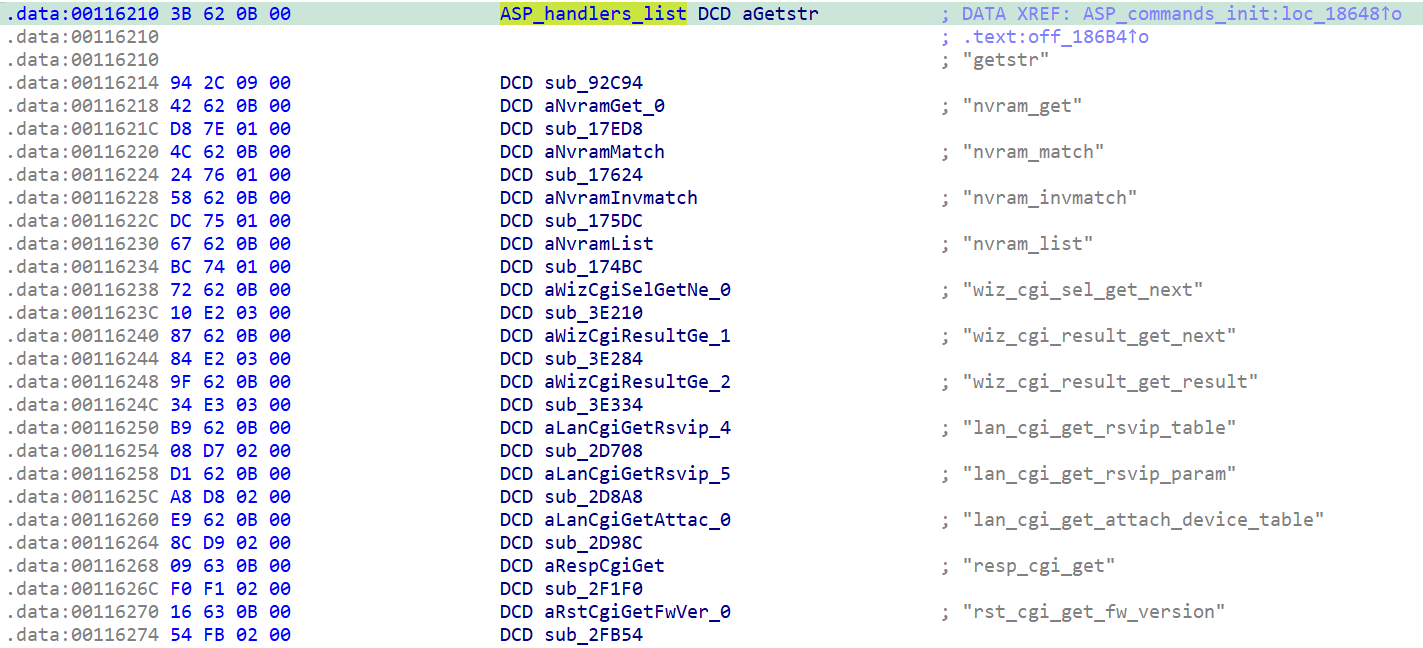 .data:00116210 3B 62 0B 00 ASP_handlers_list DCD aGetstr ; DATA XREF: ASP_commands_init:loc_18648↑o
.data:00116210 ; .text:off_186B4↑o
.data:00116210 ; "getstr"
.data:00116214 94 2C 09 00 DCD sub_92C94
.data:00116218 42 62 0B 00 DCD aNvramGet_0 ; "nvram_get"
.data:0011621C D8 7E 01 00 DCD sub_17ED8
.data:00116220 4C 62 0B 00 DCD aNvramMatch ; "nvram_match"
.data:00116224 24 76 01 00 DCD sub_17624
.data:00116228 58 62 0B 00 DCD aNvramInvmatch ; "nvram_invmatch"
.data:0011622C DC 75 01 00 DCD sub_175DC
.data:00116230 67 62 0B 00 DCD aNvramList ; "nvram_list"
.data:00116234 BC 74 01 00 DCD sub_174BC
.data:00116238 72 62 0B 00 DCD aWizCgiSelGetNe_0 ; "wiz_cgi_sel_get_next"
.data:0011623C 10 E2 03 00 DCD sub_3E210
.data:00116240 87 62 0B 00 DCD aWizCgiResultGe_1 ; "wiz_cgi_result_get_next"
.data:00116244 84 E2 03 00 DCD sub_3E284
.data:00116248 9F 62 0B 00 DCD aWizCgiResultGe_2 ; "wiz_cgi_result_get_result"
.data:0011624C 34 E3 03 00 DCD sub_3E334
.data:00116250 B9 62 0B 00 DCD aLanCgiGetRsvip_4 ; "lan_cgi_get_rsvip_table"
.data:00116254 08 D7 02 00 DCD sub_2D708
.data:00116258 D1 62 0B 00 DCD aLanCgiGetRsvip_5 ; "lan_cgi_get_rsvip_param"
.data:0011625C A8 D8 02 00 DCD sub_2D8A8
.data:00116260 E9 62 0B 00 DCD aLanCgiGetAttac_0 ; "lan_cgi_get_attach_device_table"
.data:00116264 8C D9 02 00 DCD sub_2D98C
.data:00116268 09 63 0B 00 DCD aRespCgiGet ; "resp_cgi_get"
.data:0011626C F0 F1 02 00 DCD sub_2F1F0
.data:00116270 16 63 0B 00 DCD aRstCgiGetFwVer_0 ; "rst_cgi_get_fw_version"
.data:00116274 54 FB 02 00 DCD sub_2FB54